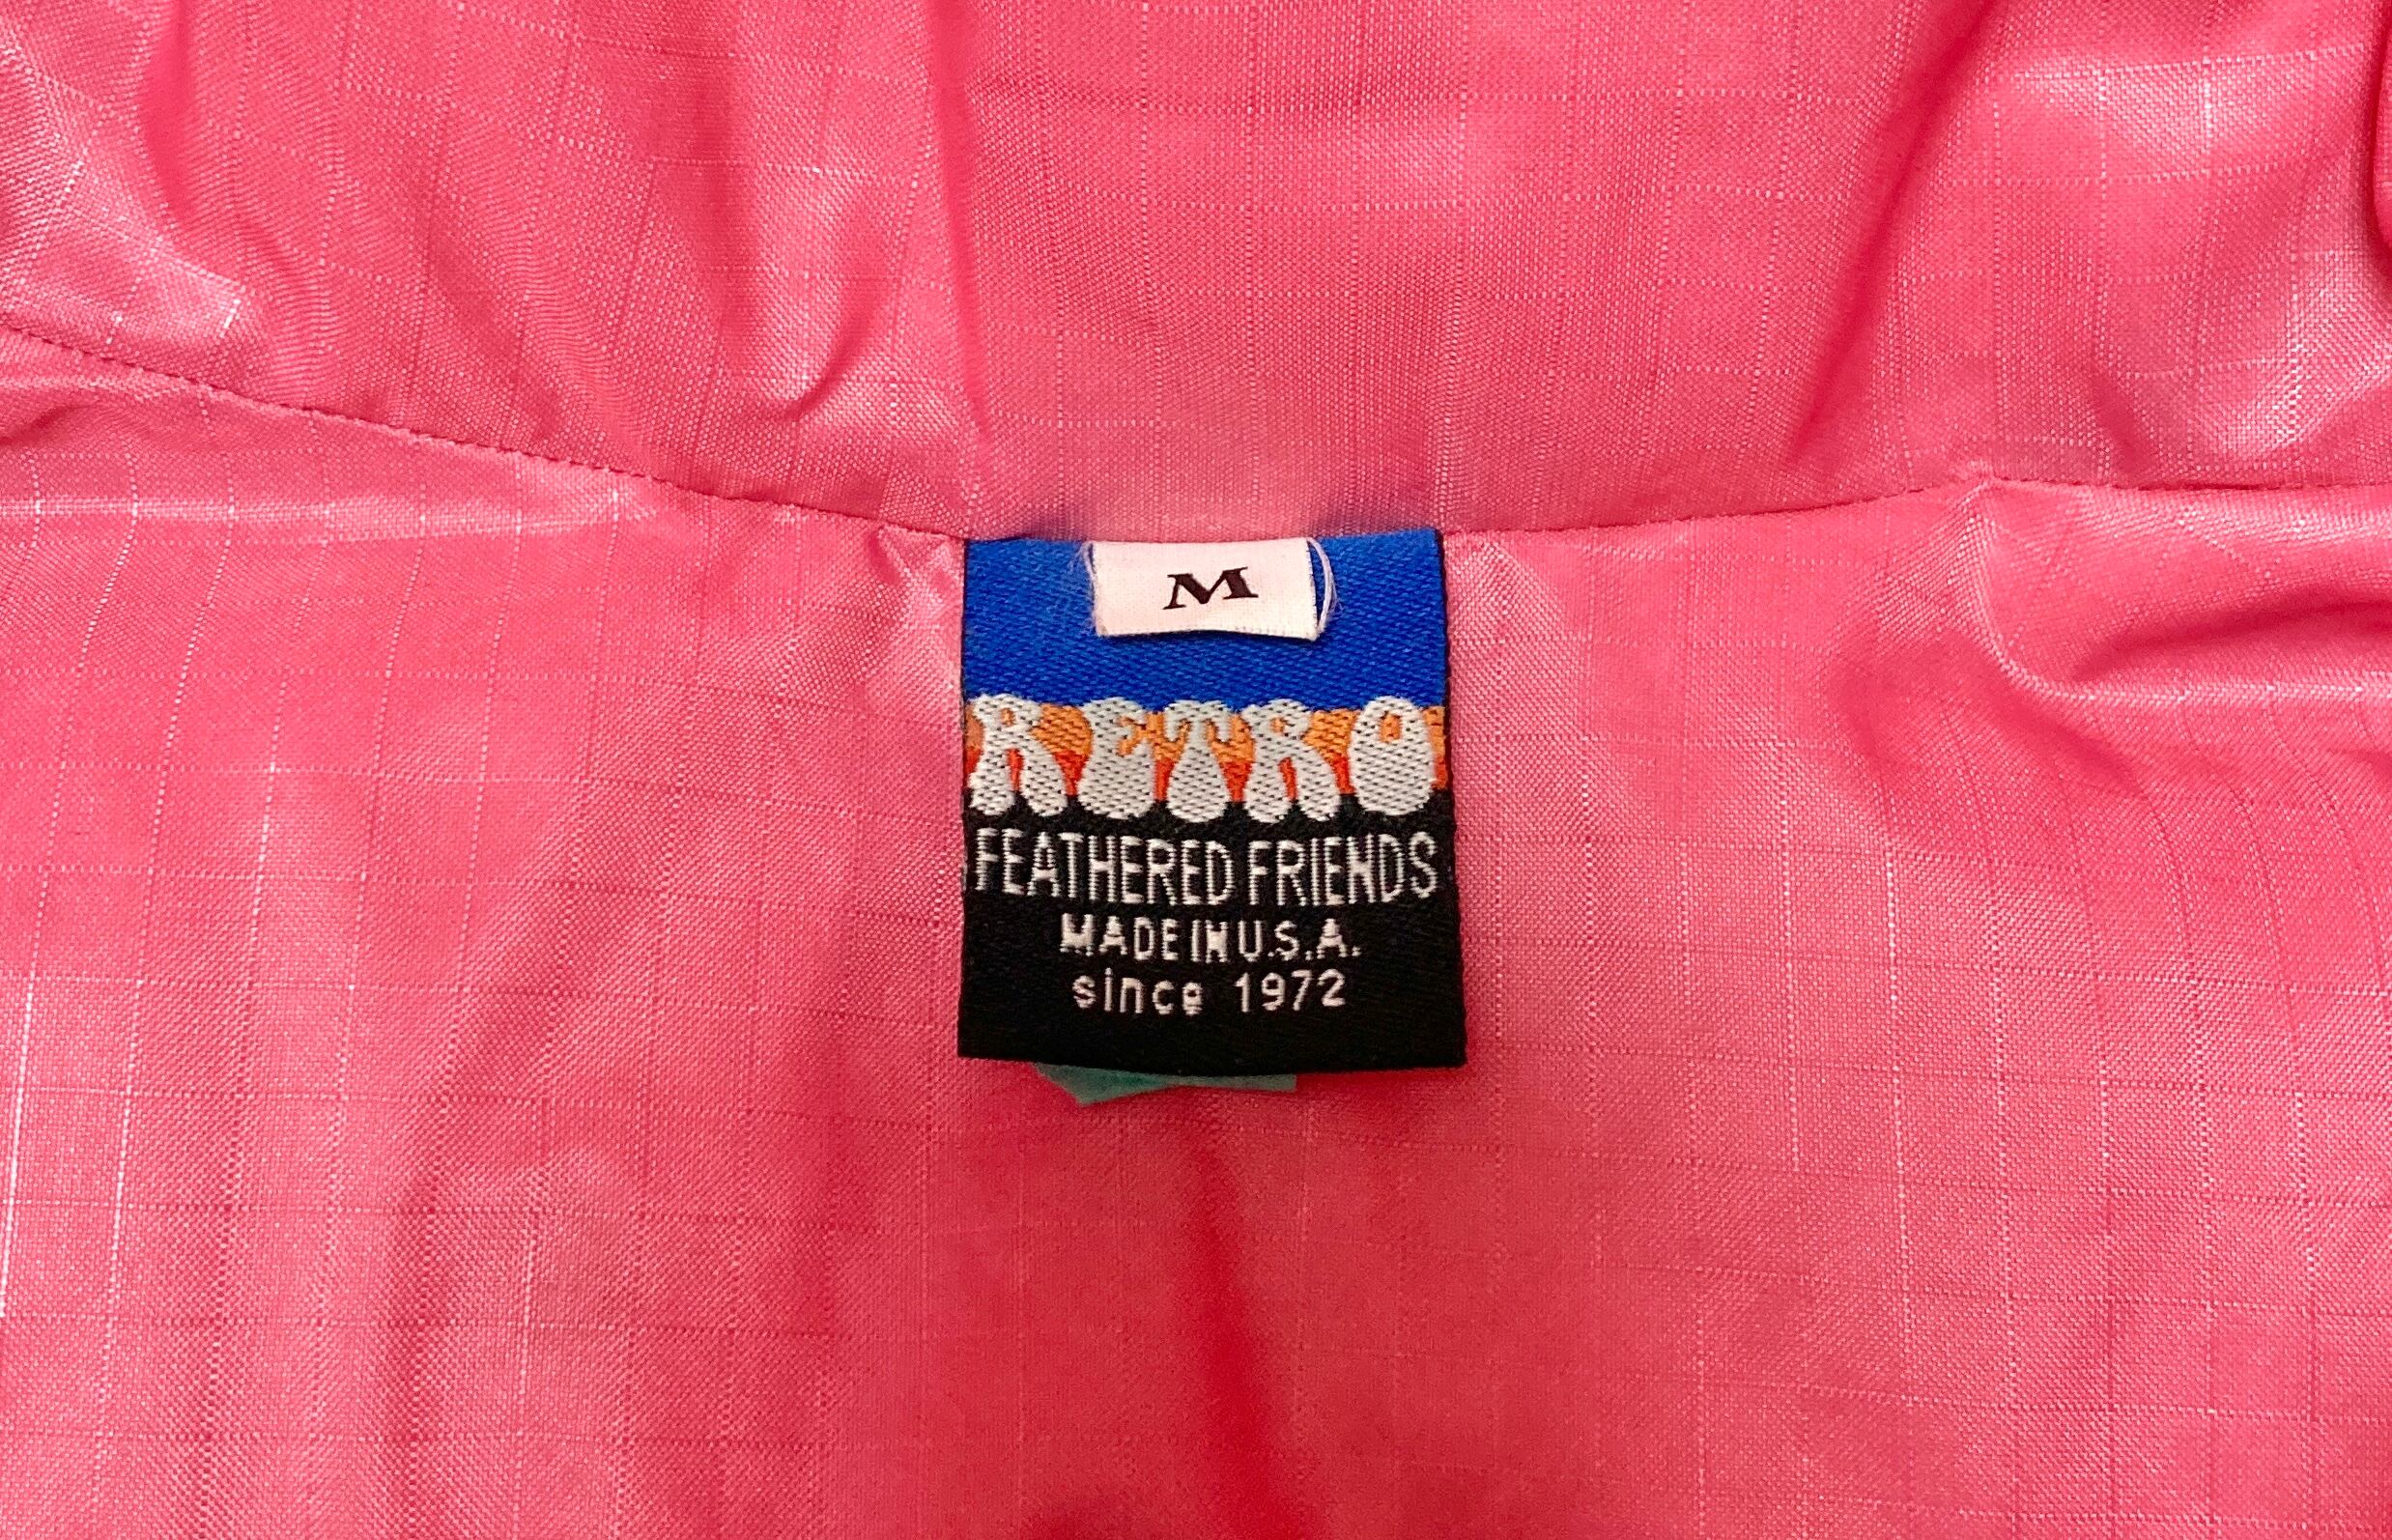 M
RETRO
FEATHERED FRIENDS
MADE IN U.S.A.
since 1972